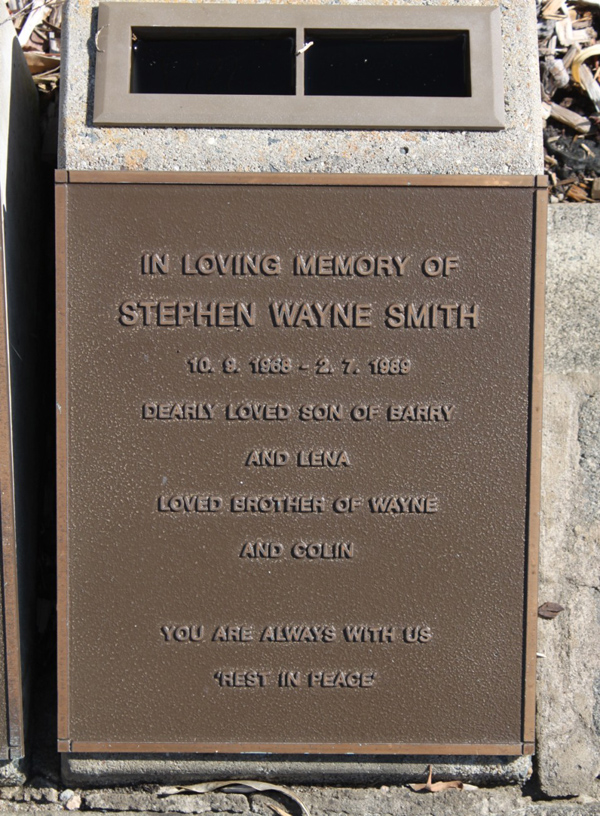 IN LOVING MEMORY OF
STEPHEN WAYNE SMITH
10. 9. 1968 – 2. 7. 1989
DEARLY LOVED SON OF BARRY
AND LENA
LOVED BROTHER OF WAYNE
AND COLIN
YOU ARE ALWAYS WITH US
'REST IN PEACE'